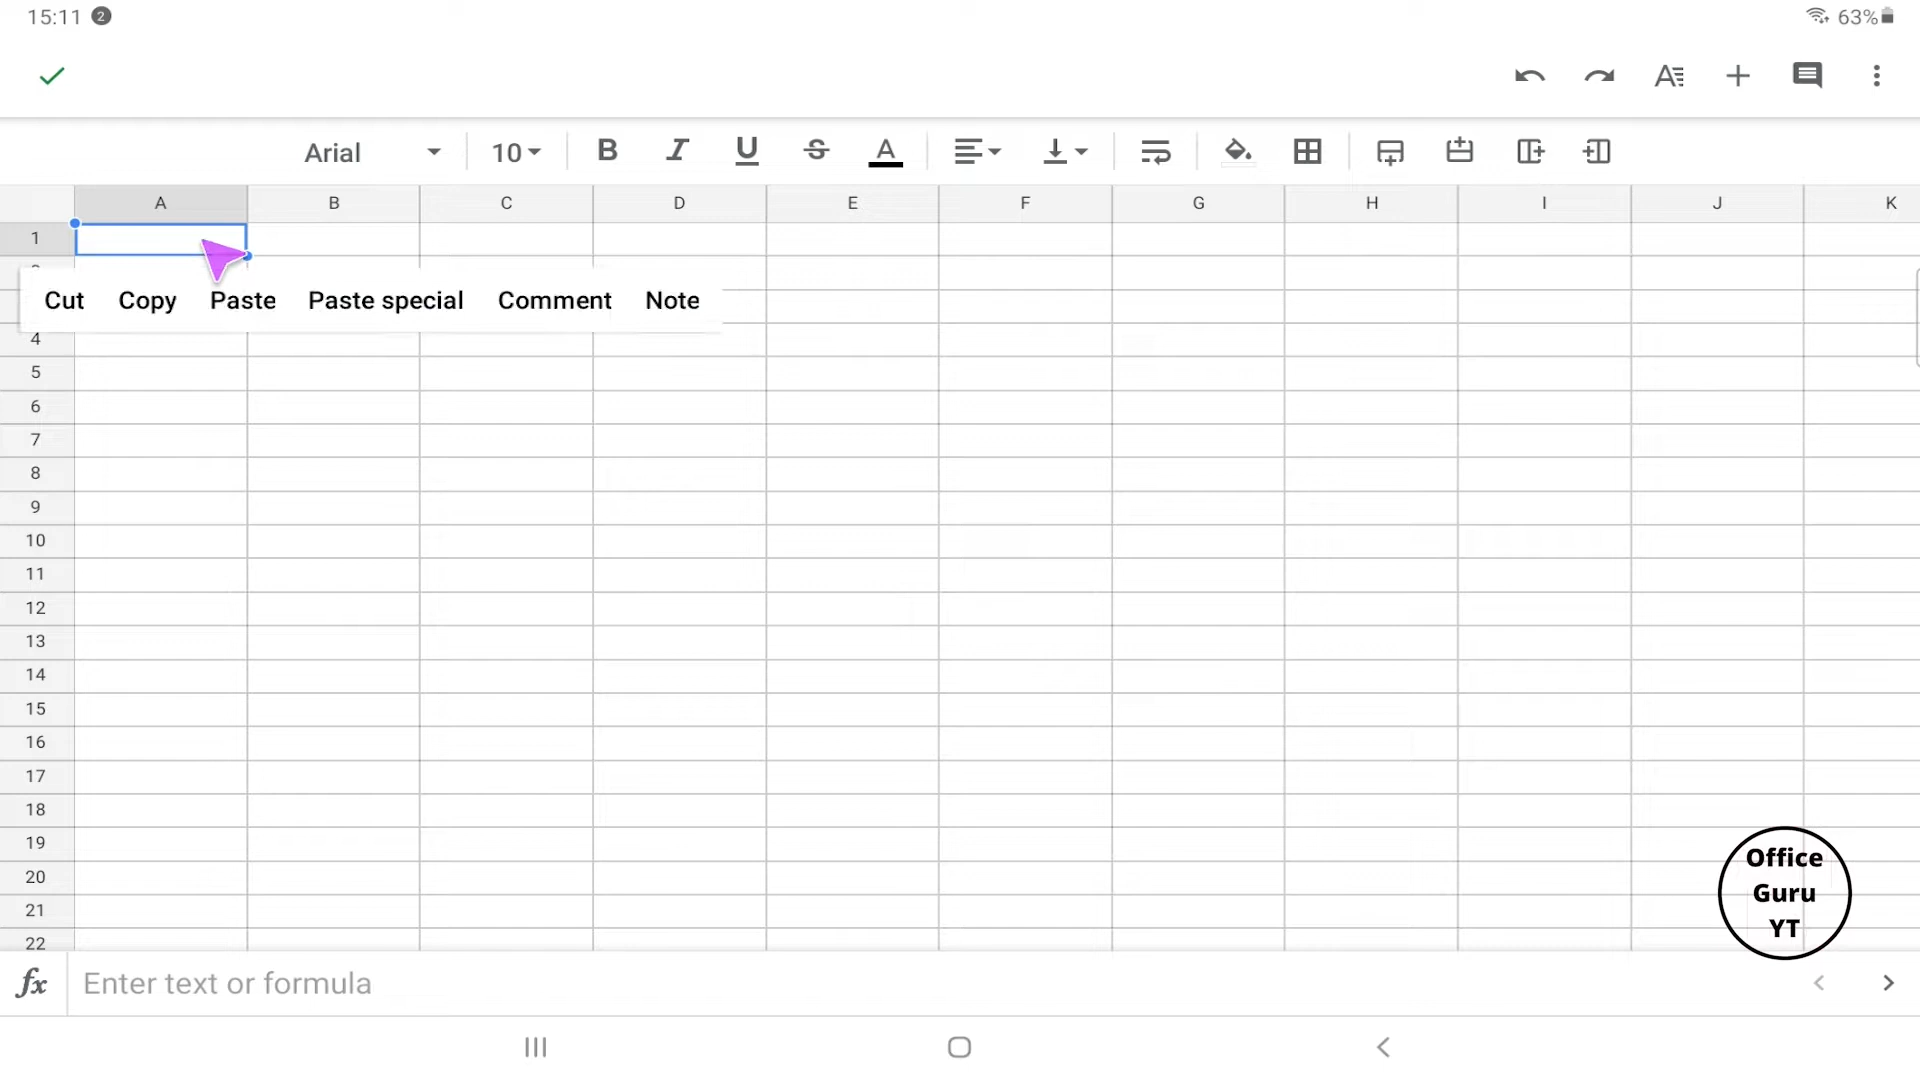 15:11 2 63%
Arial 10 B I U S A
A B C D E F G H I J K
1
Cut Copy Paste Paste special Comment Note
4
5
6
7
8
9
10
11
12
13
14
15
16
17
18
19
20
21
22
Office
Guru
YT
fx Enter text or formula